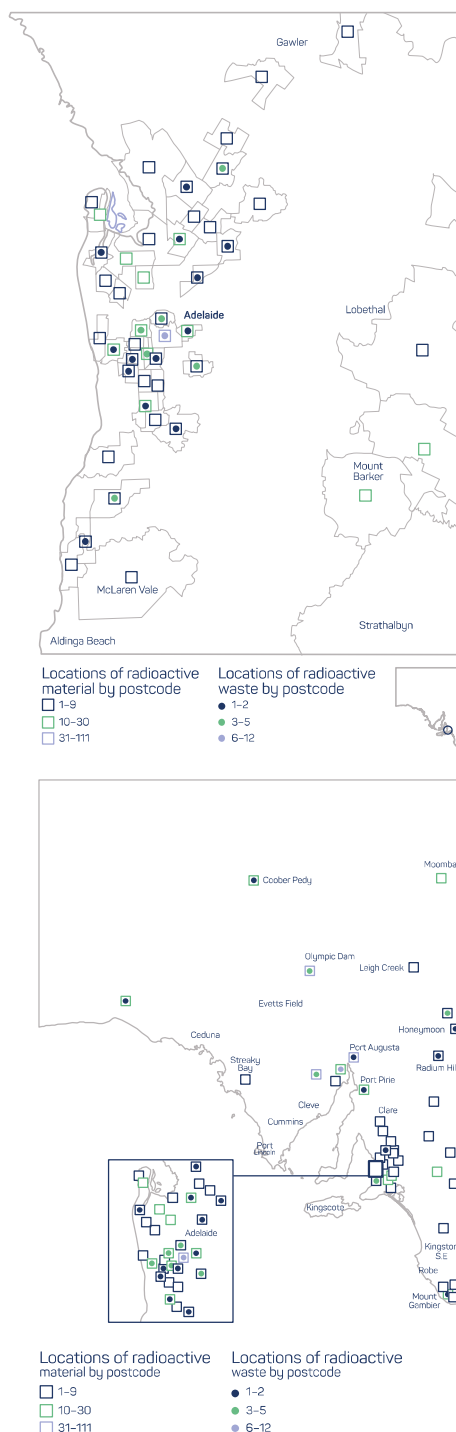 Gawler
Adelaide
Lobethal
Mount
Barker
McLaren Vale
Strathalbyn
Aldinga Beach
Locations of radioactive
material by postcode
1–9
10–30
31–111
Locations of radioactive
waste by postcode
1–2
3–5
6–12
Moomba
Coober Pedy
Olympic Dam
Leigh Creek
Evetts Field
Honeymoon
Ceduna
Port Augusta
Streaky
Bay
Radium Hil
Port Pirie
Cleve
Clare
Cummins
Port
Lincoln
Kingscote
Adelaide
Kingston
S.E
Robe
Mount
Gambier
Locations of radioactive
material by postcode
1–9
10–30
31–111
Locations of radioactive
waste by postcode
1–2
3–5
6–12